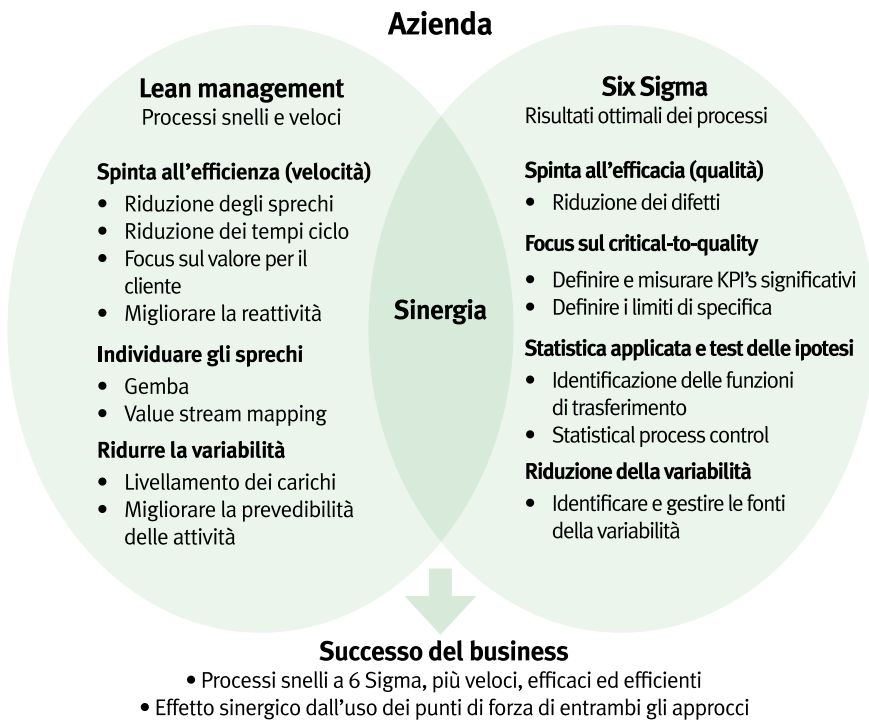 Azienda
Lean management
Processi snelli e veloci
Spinta all'efficienza (velocità)
• Riduzione degli sprechi
• Riduzione dei tempi ciclo
• Focus sul valore per il
cliente
• Migliorare la reattività
Individuare gli sprechi
• Gemba
• Value stream mapping
Ridurre la variabilità
• Livellamento dei carichi
• Migliorare la prevedibilità
delle attività
Sinergia
Six Sigma
Risultati ottimali dei processi
Spinta all'efficacia (qualità)
• Riduzione dei difetti
Focus sul critical-to-quality
• Definire e misurare KPI's significativi
• Definire i limiti di specifica
Statistica applicata e test delle ipotesi
• Identificazione delle funzioni
di trasferimento
• Statistical process control
Riduzione della variabilità
• Identificare e gestire le fonti
della variabilità
Successo del business
• Processi snelli a 6 Sigma, più veloci, efficaci ed efficienti
• Effetto sinergico dall'uso dei punti di forza di entrambi gli approcci